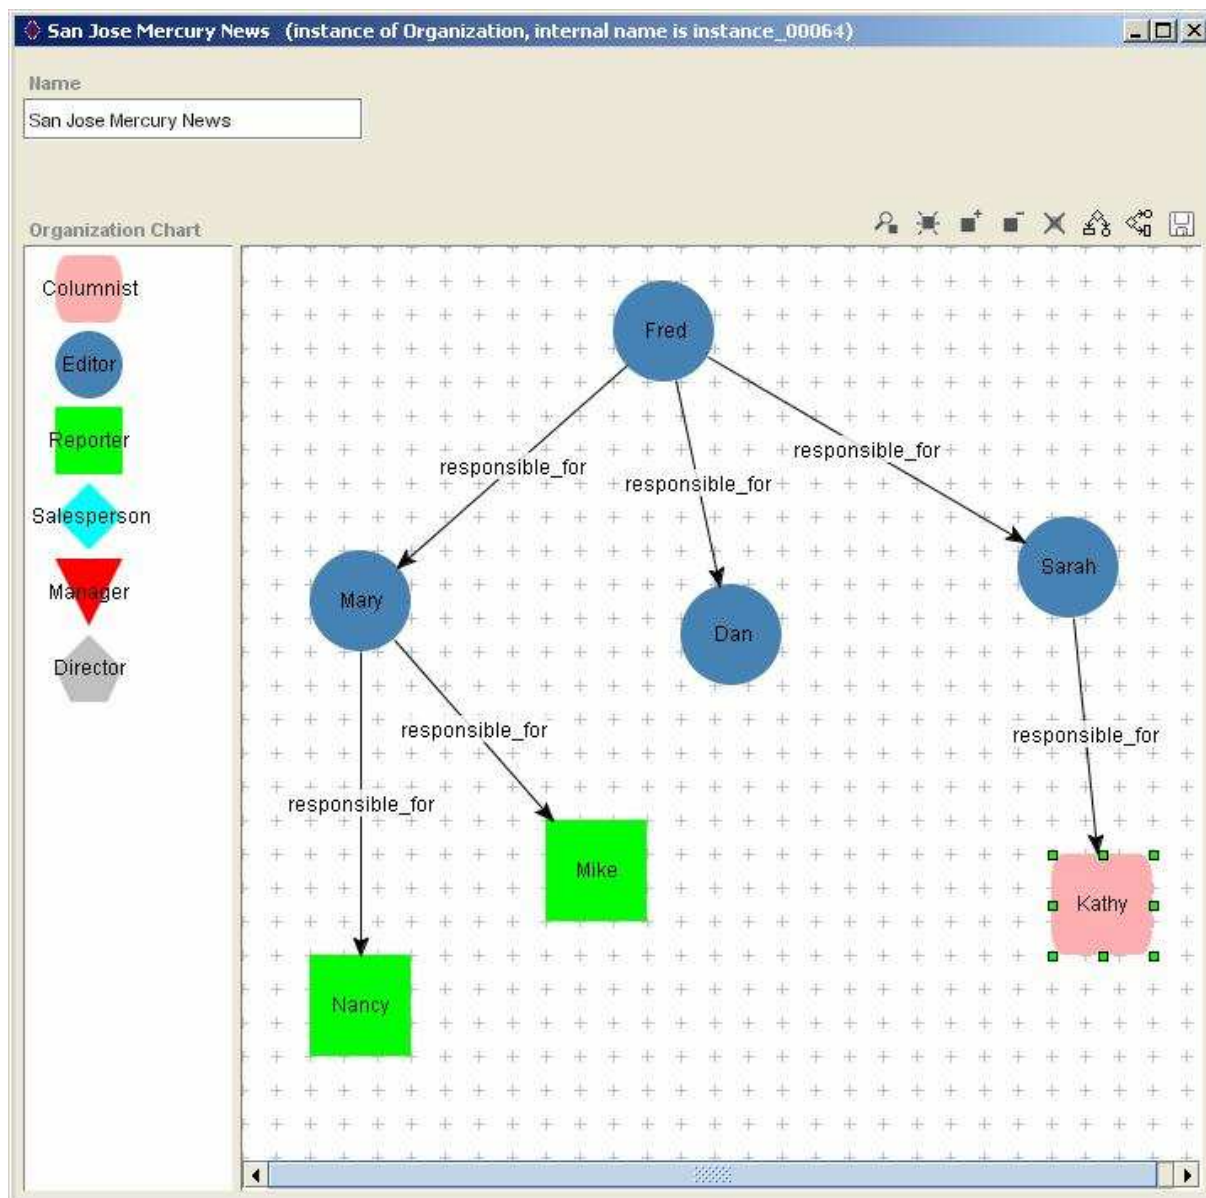 San Jose Mercury News (instance of Organization, internal name is instance_00064)
Name
San Jose Mercury News
Organization Chart
Columnist
Editor
Reporter
Salesperson
Manager
Director
Fred
responsible_for
responsible_for
responsible_for
Mary
Dan
Sarah
responsible_for
responsible_for
responsible_for
Mike
Kathy
Nancy